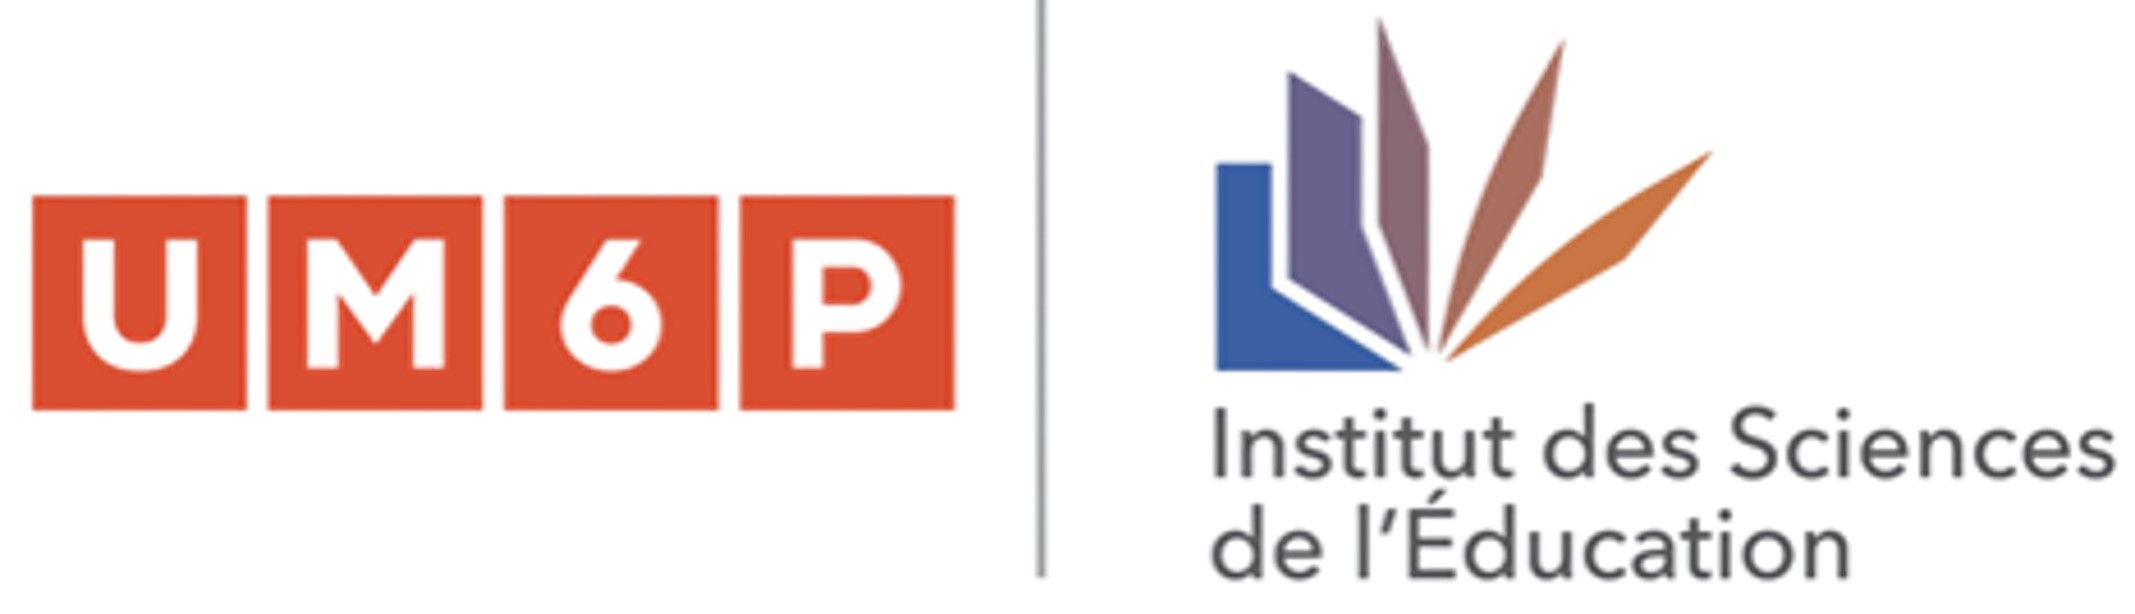 UM6P
Institut des Sciences
de l’Éducation